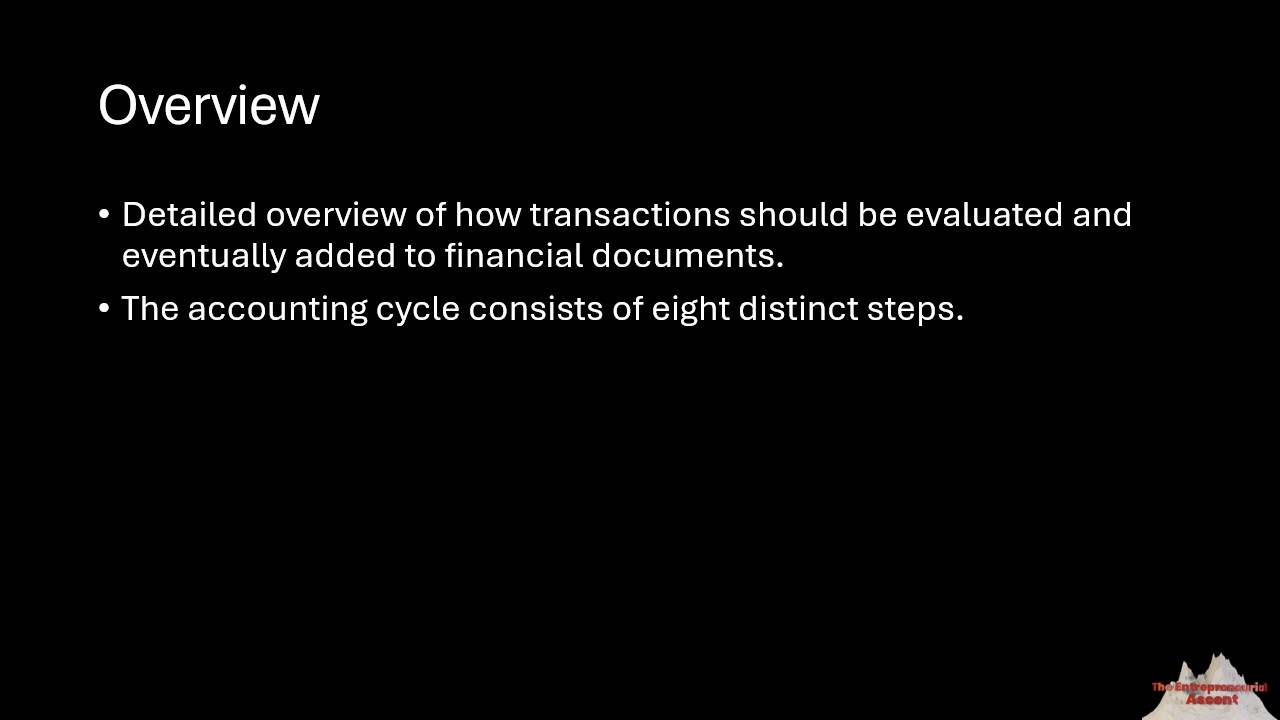 Overview
• Detailed overview of how transactions should be evaluated and
eventually added to financial documents.
• The accounting cycle consists of eight distinct steps.
The Entrepreneurial
Ascent